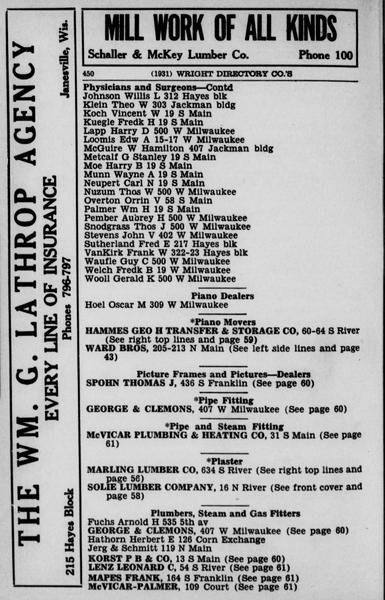 MILL WORK OF ALL KINDS
Schaller & McKey Lumber Co. Phone 100
THE WM. G. LATHROP AGENCY
Janesville, Wis.
EVERY LINE OF INSURANCE
Phones 796-797
215 Hayes Block
450 (1931) WRIGHT DIRECTORY CO.'S
Physicians and Surgeons—Contd
Johnson Willis L 312 Hayes blk
Klein Theo W 303 Jackman bldg
Koch Vincent W 19 S Main
Kuegle Fredk H 19 S Main
Lapp Harry D 500 W Milwaukee
Loomis Edw A 15-17 W Milwaukee
McGuire W Hamilton 407 Jackman bldg
Metcalf G Stanley 19 S Main
Moe Harry B 19 S Main
Munn Wayne A 19 S Main
Neupert Carl N 19 S Main
Nuzum Thos W 500 W Milwaukee
Overton Orrin V 58 S Main
Palmer Wm H 19 S Main
Pember Aubrey H 500 W Milwaukee
Snodgrass Thos J 500 W Milwaukee
Stevens John V 402 W Milwaukee
Sutherland Fred E 217 Hayes blk
VanKirk Frank W 322-23 Hayes blk
Waufle Guy C 500 W Milwaukee
Welch Fredk B 19 W Milwaukee
Wooll Gerald K 500 W Milwaukee
Piano Dealers
Hoel Oscar M 309 W Milwaukee
*Piano Movers
HAMMES GEO H TRANSFER & STORAGE CO, 60-64 S River
(See right top lines and page 59)
WARD BROS, 205-213 N Main (See left side lines and page
43)
Picture Frames and Pictures—Dealers
SPOHN THOMAS J, 436 S Franklin (See page 60)
*Pipe Fitting
GEORGE & CLEMONS, 407 W Milwaukee (See page 60)
*Pipe and Steam Fitting
McVICAR PLUMBING & HEATING CO, 31 S Main (See page
61)
*Plaster
MARLING LUMBER CO, 634 S River (See right top lines and
page 56)
SOLIE LUMBER COMPANY, 16 N River (See front cover and
page 58)
Plumbers, Steam and Gas Fitters
Fuchs Arnold H 535 5th av
GEORGE & CLEMONS, 407 W Milwaukee (See page 60)
Hathorn Herbert E 126 Corn Exchange
Jerg & Schmitt 119 N Main
KORST P B & CO, 13 S Main (See page 60)
LENZ LEONARD C, 54 S River (See page 61)
MAPES FRANK, 164 S Franklin (See page 61)
McVICAR-PALMER, 109 Court (See page 61)